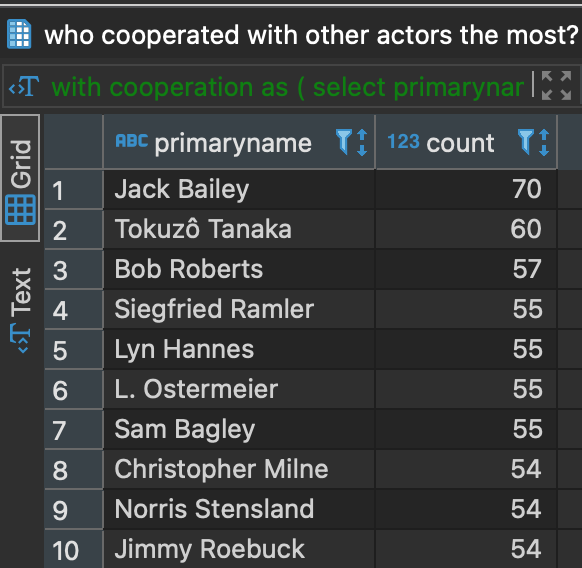 who cooperated with other actors the most?
with cooperation as ( select primarynar
Grid
Text
ABC primaryname 123 count
1 Jack Bailey 70
2 Tokuzô Tanaka 60
3 Bob Roberts 57
4 Siegfried Ramler 55
5 Lyn Hannes 55
6 L. Ostermeier 55
7 Sam Bagley 55
8 Christopher Milne 54
9 Norris Stensland 54
10 Jimmy Roebuck 54